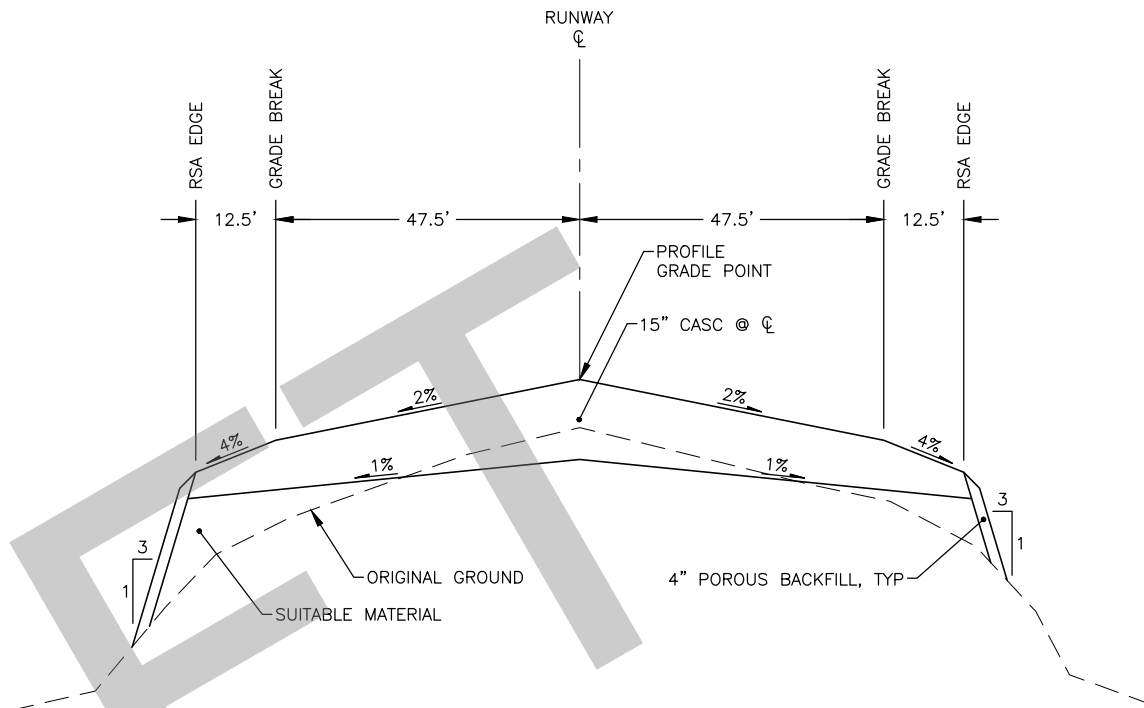 RUNWAY
℄
RSA EDGE
GRADE BREAK
GRADE BREAK
RSA EDGE
12.5'
47.5'
47.5'
12.5'
PROFILE
GRADE POINT
15" CASC @ ℄
2%
2%
4%
4%
1%
1%
3
1
3
1
ORIGINAL GROUND
4" POROUS BACKFILL, TYP
SUITABLE MATERIAL
ET